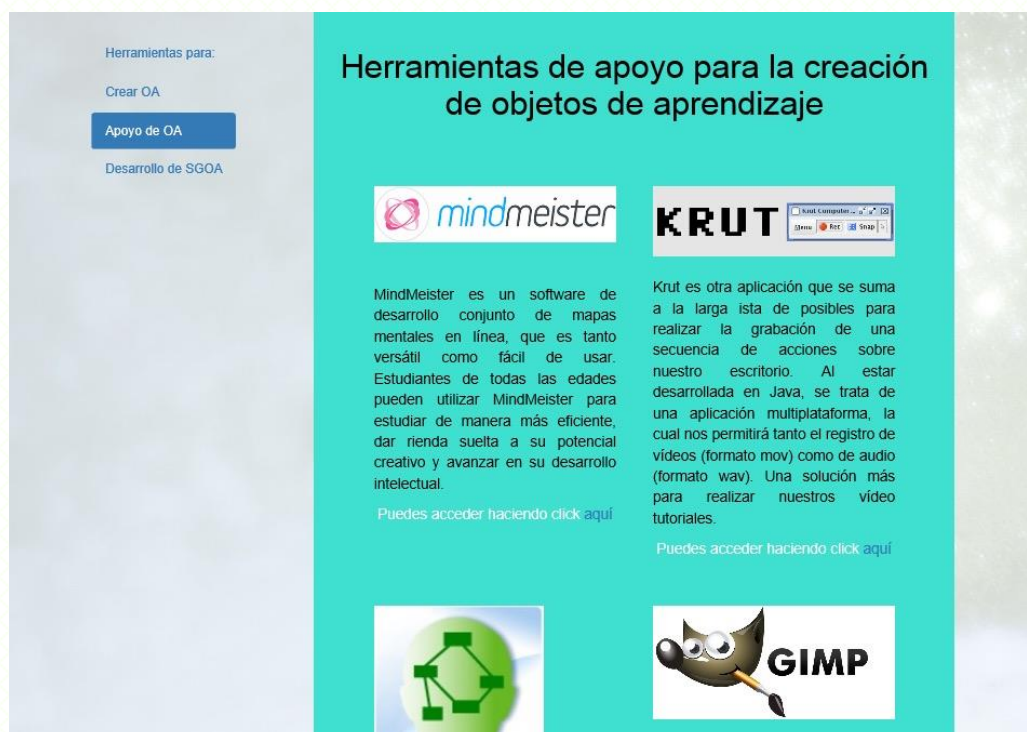 Herramientas para:
Crear OA
Apoyo de OA
Desarrollo de SGOA
Herramientas de apoyo para la creación
de objetos de aprendizaje
mindmeister
MindMeister es un software de
desarrollo conjunto de mapas
mentales en línea, que es tanto
versátil como fácil de usar.
Estudiantes de todas las edades
pueden utilizar MindMeister para
estudiar de manera más eficiente,
dar rienda suelta a su potencial
creativo y avanzar en su desarrollo
intelectual.
Puedes acceder haciendo click aquí
KRUT
Krut Computer...
Menu Rec Snap
Krut es otra aplicación que se suma
a la larga ista de posibles para
realizar la grabación de una
secuencia de acciones sobre
nuestro escritorio. Al estar
desarrollada en Java, se trata de
una aplicación multiplataforma, la
cual nos permitirá tanto el registro de
vídeos (formato mov) como de audio
(formato wav). Una solución más
para realizar nuestros vídeo
tutoriales.
Puedes acceder haciendo click aquí
GIMP